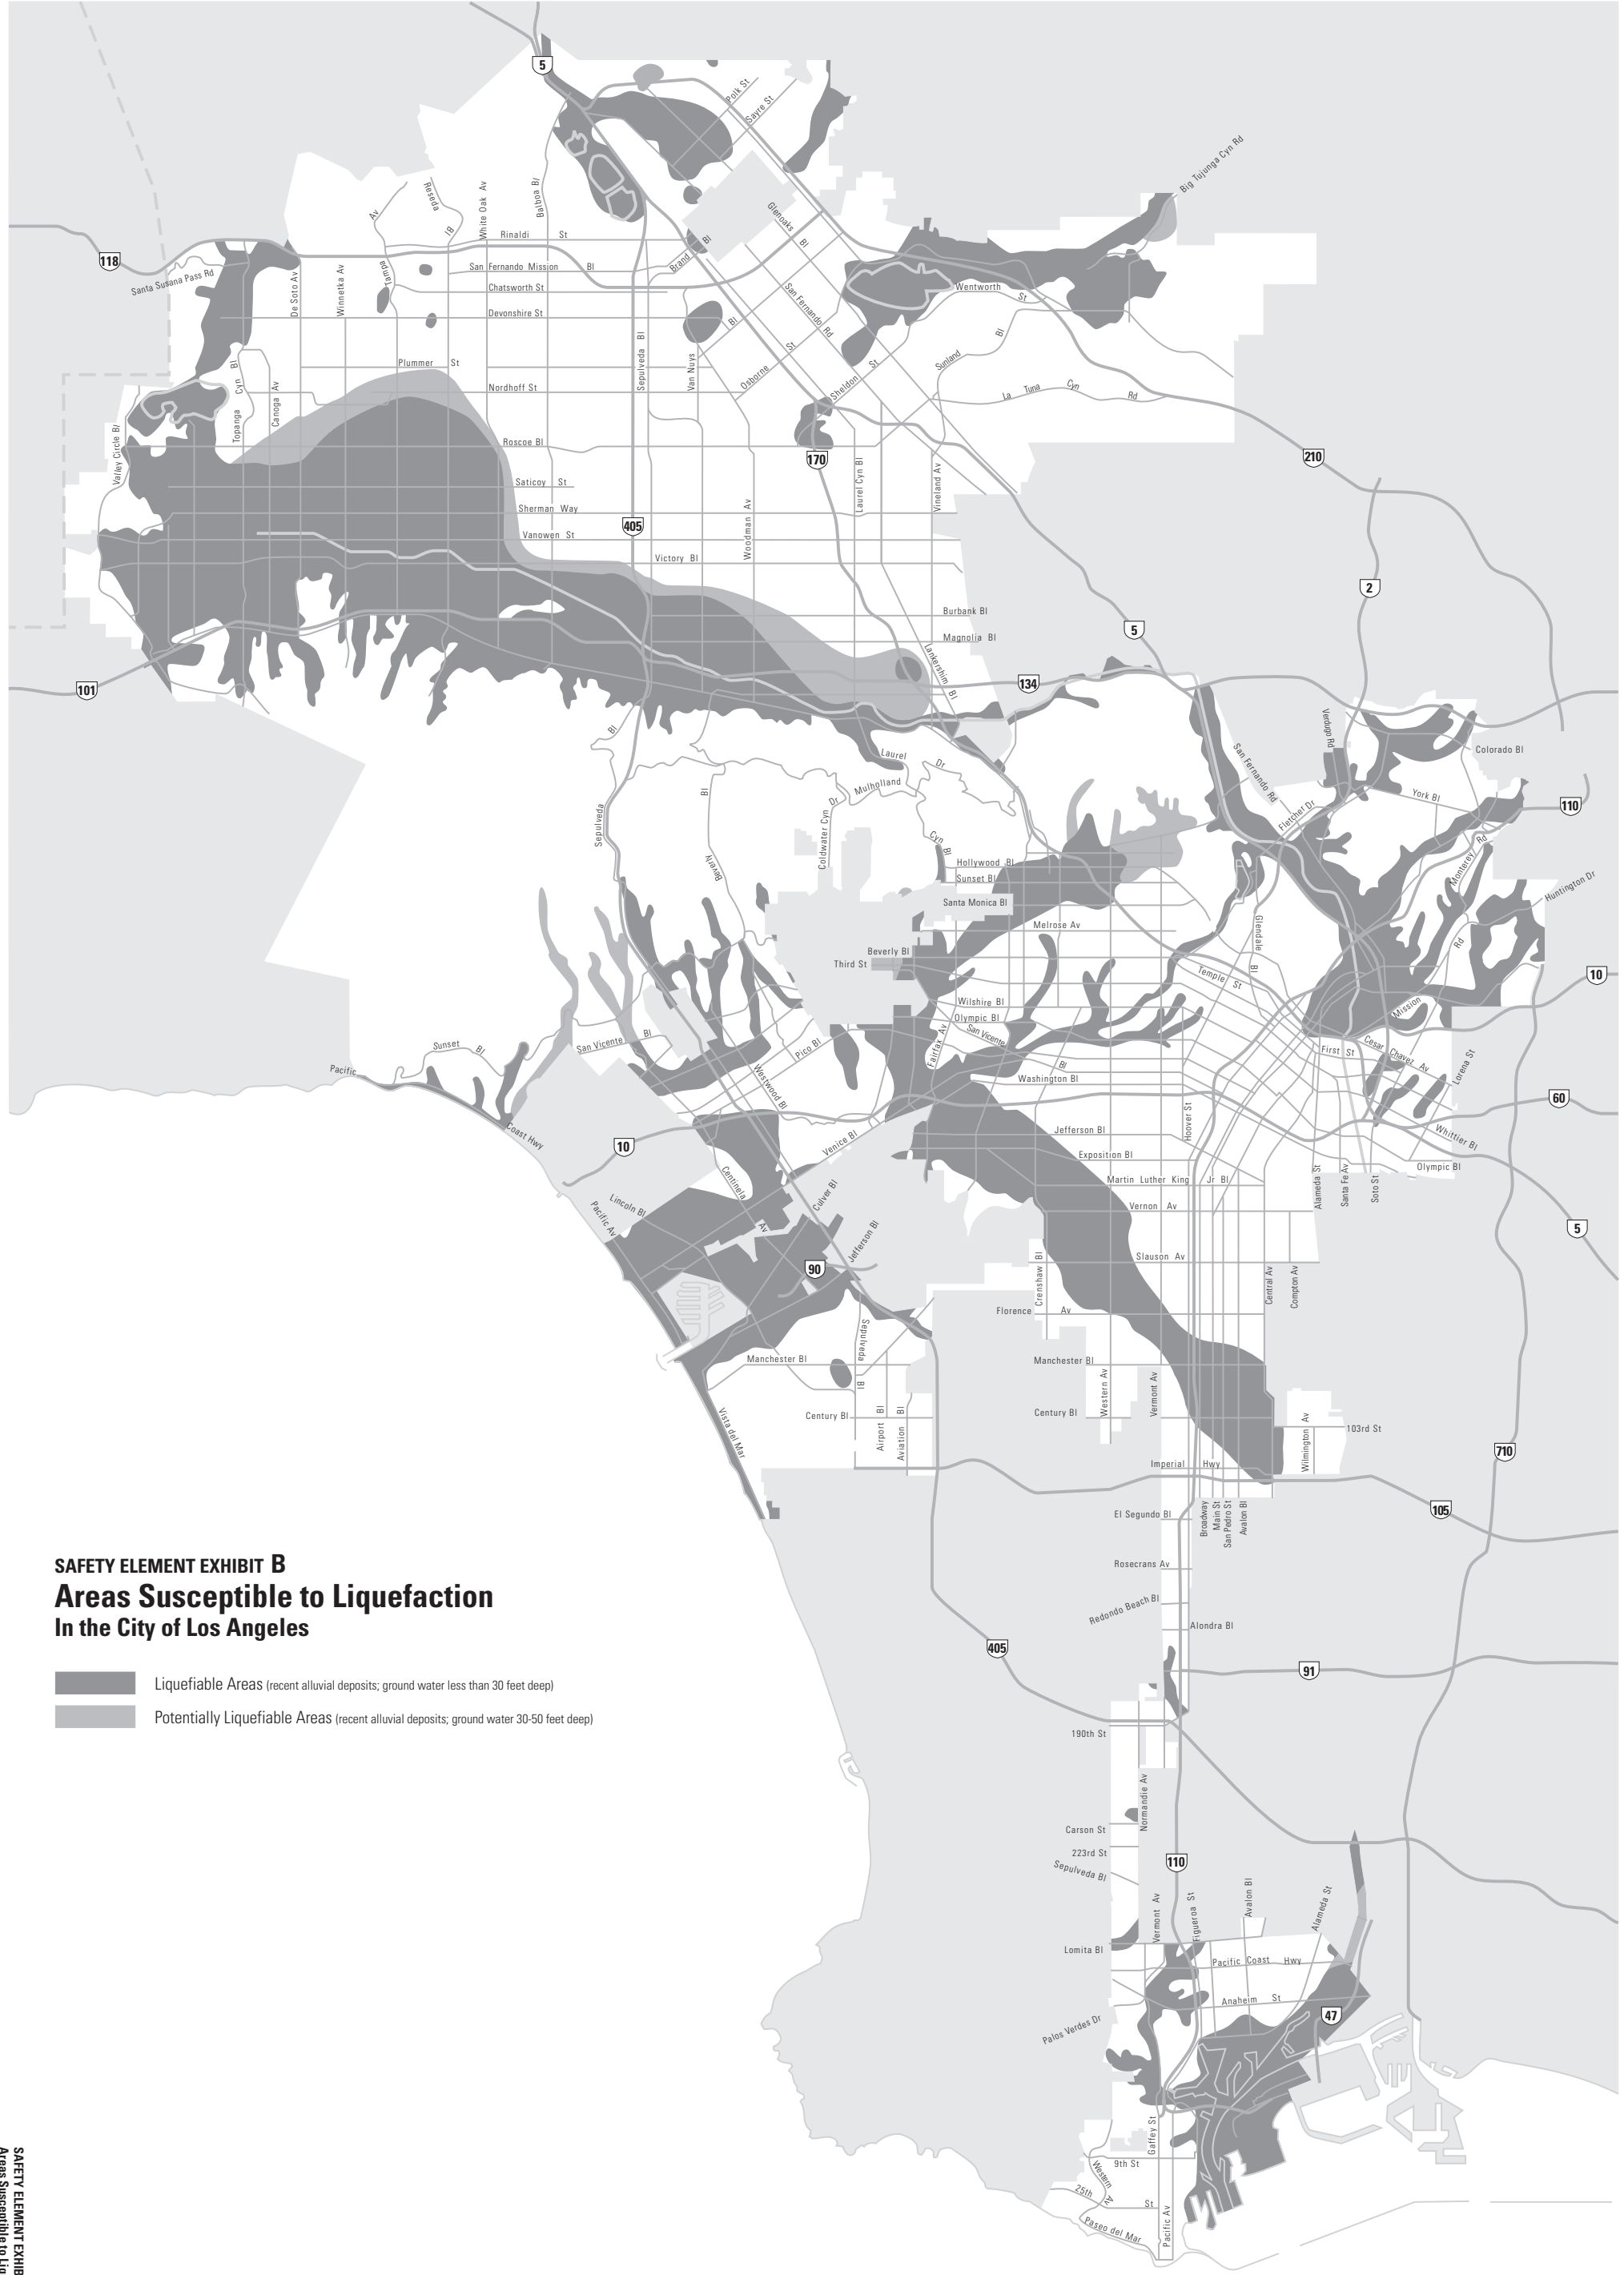 5
Polk St
Sayre St
Big Tujunga Cyn Rd
Av
Reseda
Bl
White Oak Av
Balboa Bl
Glenoaks Bl
Rinaldi St
118
Santa Susana Pass Rd
De Soto Av
Winnetka Av
Tampa
San Fernando Mission Bl
Brand Bl
Chatsworth St
Wentworth St
San Fernando Rd
Devonshire St
Sepulveda Bl
Van Nuys Bl
Osborne St
Sheldon St
Sunland Bl
Plummer St
Nordhoff St
La Tuna Cyn Rd
Topanga Cyn Bl
Canoga Av
Valley Circle Bl
Roscoe Bl
170
Laurel Cyn Bl
Vineland Av
210
Saticoy St
Sherman Way
405
Vanowen St
Woodman Av
Victory Bl
2
Burbank Bl
Magnolia Bl
5
Lankershim Bl
101
134
Verdugo Rd
Colorado Bl
Bl
Laurel
Dr
San Fernando Rd
Mulholland
Dr
York Bl
Fletcher Dr
110
Sepulveda
Bl
Coldwater Cyn
Cyn Bl
Monterey Rd
Beverly
Hollywood Bl
Sunset Bl
Huntington Dr
Santa Monica Bl
Melrose Av
Glendale Bl
Rd
Beverly Bl
Third St
Temple St
10
Wilshire Bl
Mission
Olympic Bl
San Vicente
Bl
Fairfax Av
San Vicente Bl
Pico Bl
Sunset Bl
First St
Cesar Chavez Av
Lorena St
Pacific
Coast Hwy
Westwood Bl
Washington Bl
60
Hoover St
Jefferson Bl
Whittier Bl
10
Venice Bl
Exposition Bl
Olympic Bl
Centinela
Av
Martin Luther King Jr Bl
Alameda St
Santa Fe Av
Soto St
Culver Bl
Lincoln Bl
Pacific Av
Vernon Av
Jefferson Bl
5
90
Slauson Av
Crenshaw Bl
Central Av
Compton Av
Florence Av
Sepulveda
Bl
Manchester Bl
Manchester Bl
Western Av
Vermont Av
Century Bl
Airport Bl
Aviation Bl
Century Bl
103rd St
Wilmington Av
Vista del Mar
710
Imperial Hwy
105
El Segundo Bl
Broadway
Main St
San Pedro St
Avalon Bl
Rosecrans Av
Redondo Beach Bl
Alondra Bl
SAFETY ELEMENT EXHIBIT B
Areas Susceptible to Liquefaction
In the City of Los Angeles
Liquefiable Areas (recent alluvial deposits; ground water less than 30 feet deep)
Potentially Liquefiable Areas (recent alluvial deposits; ground water 30-50 feet deep)
405
91
190th St
Normandie Av
Carson St
223rd St
Sepulveda Bl
110
Vermont Av
Figueroa St
Avalon Bl
Alameda St
Lomita Bl
Pacific Coast Hwy
Anaheim St
47
Palos Verdes Dr
Gaffey St
9th St
Western Av
25th St
Paseo del Mar
Pacific Av
SAFETY ELEMENT EXHIB
Areas Susceptible to Liq